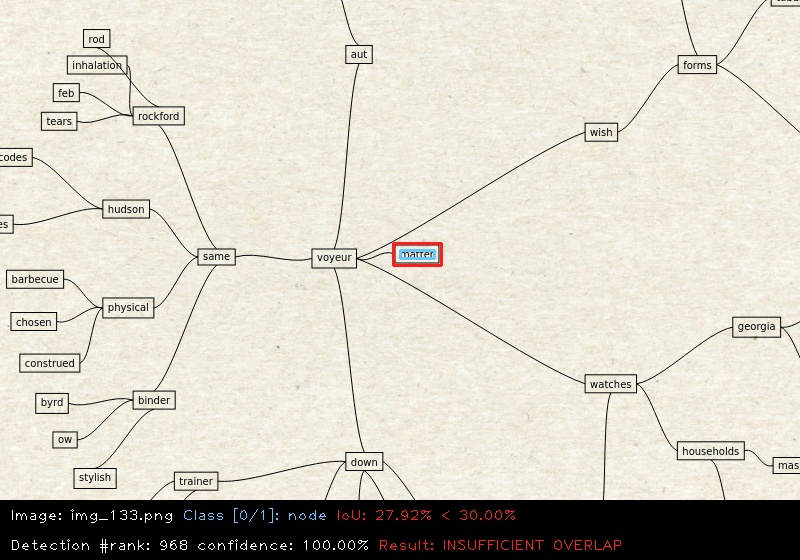 rod
aut
inhalation
forms
feb
rockford
tears
wish
codes
hudson
es
same
voyeur
matter
barbecue
physical
chosen
georgia
construed
watches
byrd
binder
ow
households
down
mas
stylish
trainer
Image: img_133.png Class [0/1]: node IoU: 27.92% < 30.00%
Detection #rank: 968 confidence: 100.00% Result: INSUFFICIENT OVERLAP